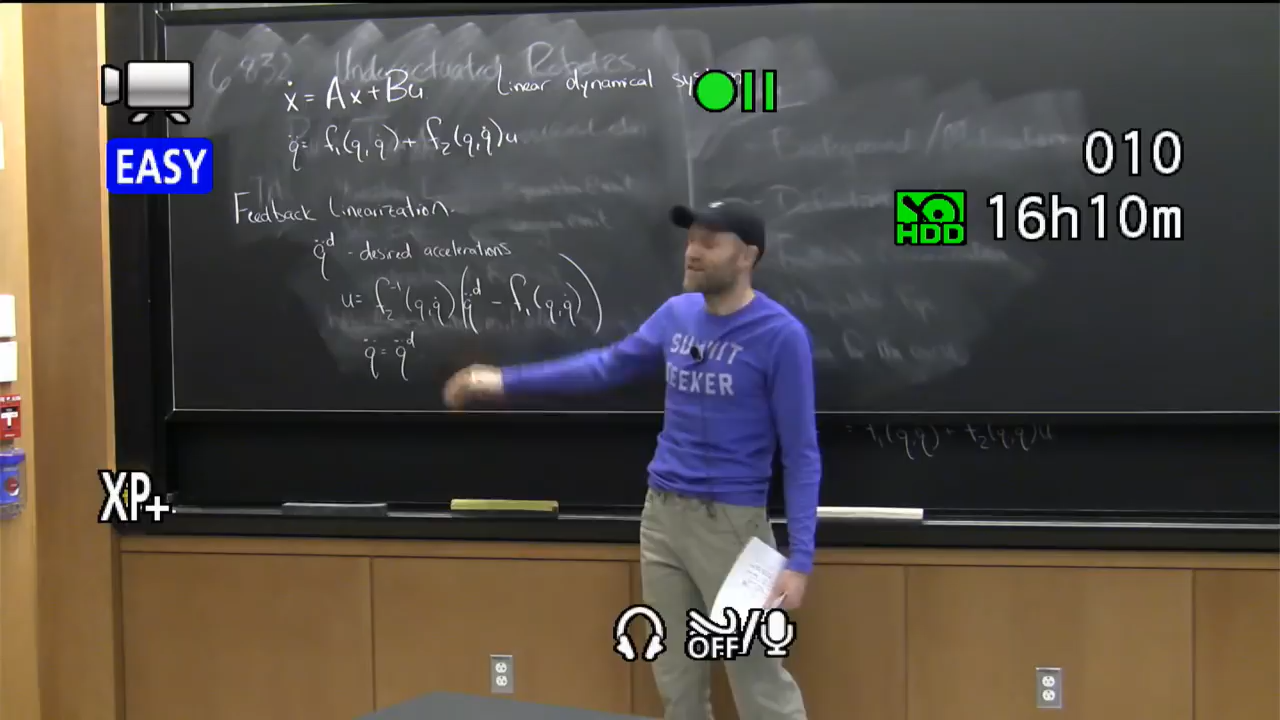 6.832 Underactuated Robotics
ẋ = Ax + Bu Linear dynamical system
q̈ = f₁(q,q̇) + f₂(q,q̇)u
Feedback Linearization.
q̈ᵈ - desired accelerations
u = f₂⁻¹(q,q̇)(q̈ᵈ - f₁(q,q̇))
q̈ = q̈ᵈ
= f₁(q,q̇) + f₂(q,q̇)u
SUMMIT
SEEKER
EASY
010
HDD 16h10m
XP+
OFF/